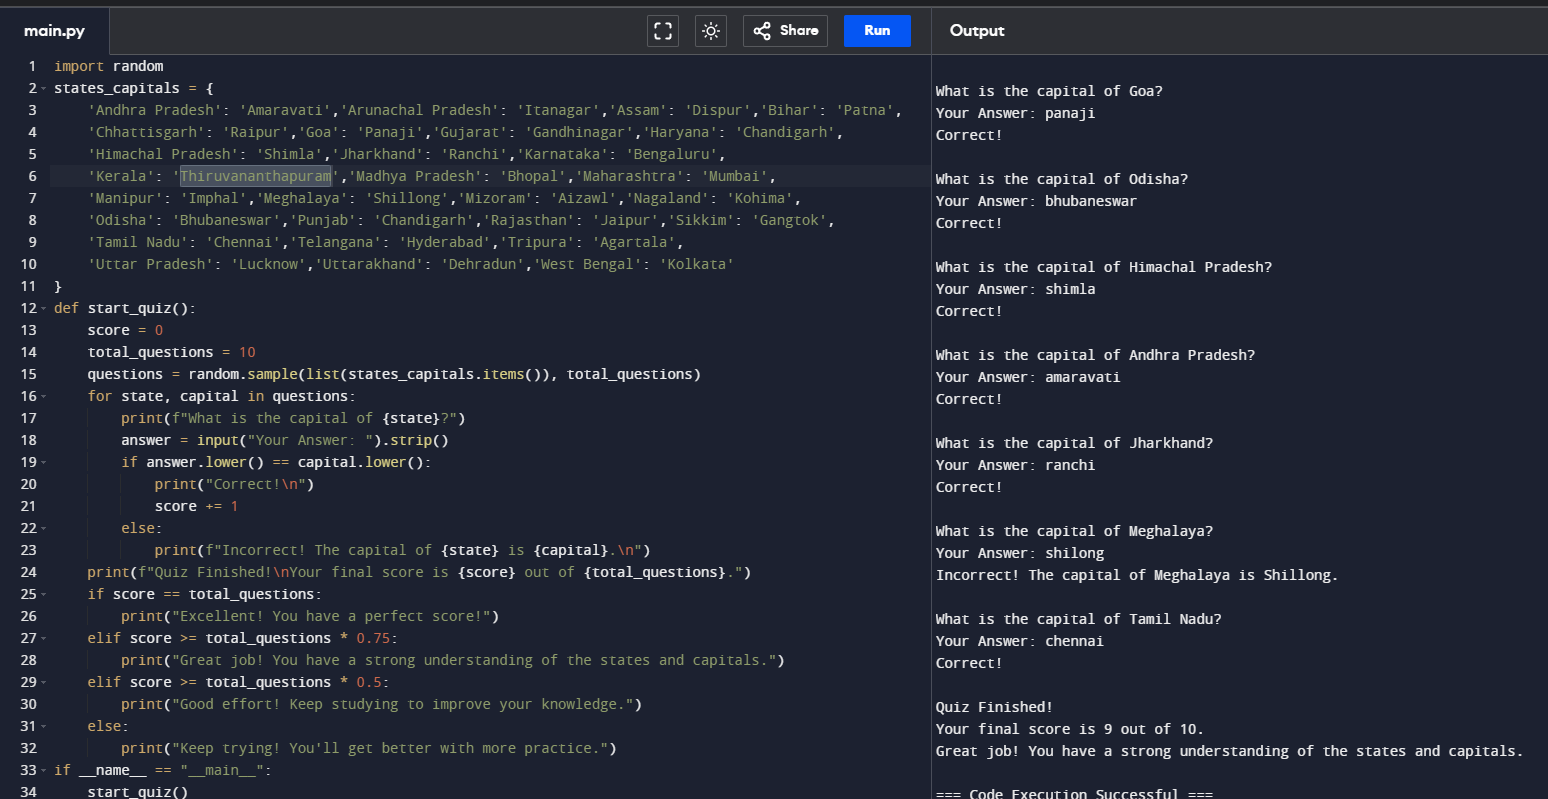 main.py
Share
Run
Output
1 import random
2 states_capitals = {
3     'Andhra Pradesh': 'Amaravati','Arunachal Pradesh': 'Itanagar','Assam': 'Dispur','Bihar': 'Patna',
4     'Chhattisgarh': 'Raipur','Goa': 'Panaji','Gujarat': 'Gandhinagar','Haryana': 'Chandigarh',
5     'Himachal Pradesh': 'Shimla','Jharkhand': 'Ranchi','Karnataka': 'Bengaluru',
6     'Kerala': 'Thiruvananthapuram','Madhya Pradesh': 'Bhopal','Maharashtra': 'Mumbai',
7     'Manipur': 'Imphal','Meghalaya': 'Shillong','Mizoram': 'Aizawl','Nagaland': 'Kohima',
8     'Odisha': 'Bhubaneswar','Punjab': 'Chandigarh','Rajasthan': 'Jaipur','Sikkim': 'Gangtok',
9     'Tamil Nadu': 'Chennai','Telangana': 'Hyderabad','Tripura': 'Agartala',
10     'Uttar Pradesh': 'Lucknow','Uttarakhand': 'Dehradun','West Bengal': 'Kolkata'
11 }
12 def start_quiz():
13     score = 0
14     total_questions = 10
15     questions = random.sample(list(states_capitals.items()), total_questions)
16     for state, capital in questions:
17         print(f"What is the capital of {state}?")
18         answer = input("Your Answer: ").strip()
19         if answer.lower() == capital.lower():
20             print("Correct!\n")
21             score += 1
22         else:
23             print(f"Incorrect! The capital of {state} is {capital}.\n")
24     print(f"Quiz Finished!\nYour final score is {score} out of {total_questions}.")
25     if score == total_questions:
26         print("Excellent! You have a perfect score!")
27     elif score >= total_questions * 0.75:
28         print("Great job! You have a strong understanding of the states and capitals.")
29     elif score >= total_questions * 0.5:
30         print("Good effort! Keep studying to improve your knowledge.")
31     else:
32         print("Keep trying! You'll get better with more practice.")
33 if __name__ == "__main__":
34     start_quiz()
What is the capital of Goa?
Your Answer: panaji
Correct!
What is the capital of Odisha?
Your Answer: bhubaneswar
Correct!
What is the capital of Himachal Pradesh?
Your Answer: shimla
Correct!
What is the capital of Andhra Pradesh?
Your Answer: amaravati
Correct!
What is the capital of Jharkhand?
Your Answer: ranchi
Correct!
What is the capital of Meghalaya?
Your Answer: shilong
Incorrect! The capital of Meghalaya is Shillong.
What is the capital of Tamil Nadu?
Your Answer: chennai
Correct!
Quiz Finished!
Your final score is 9 out of 10.
Great job! You have a strong understanding of the states and capitals.
=== Code Execution Successful ===